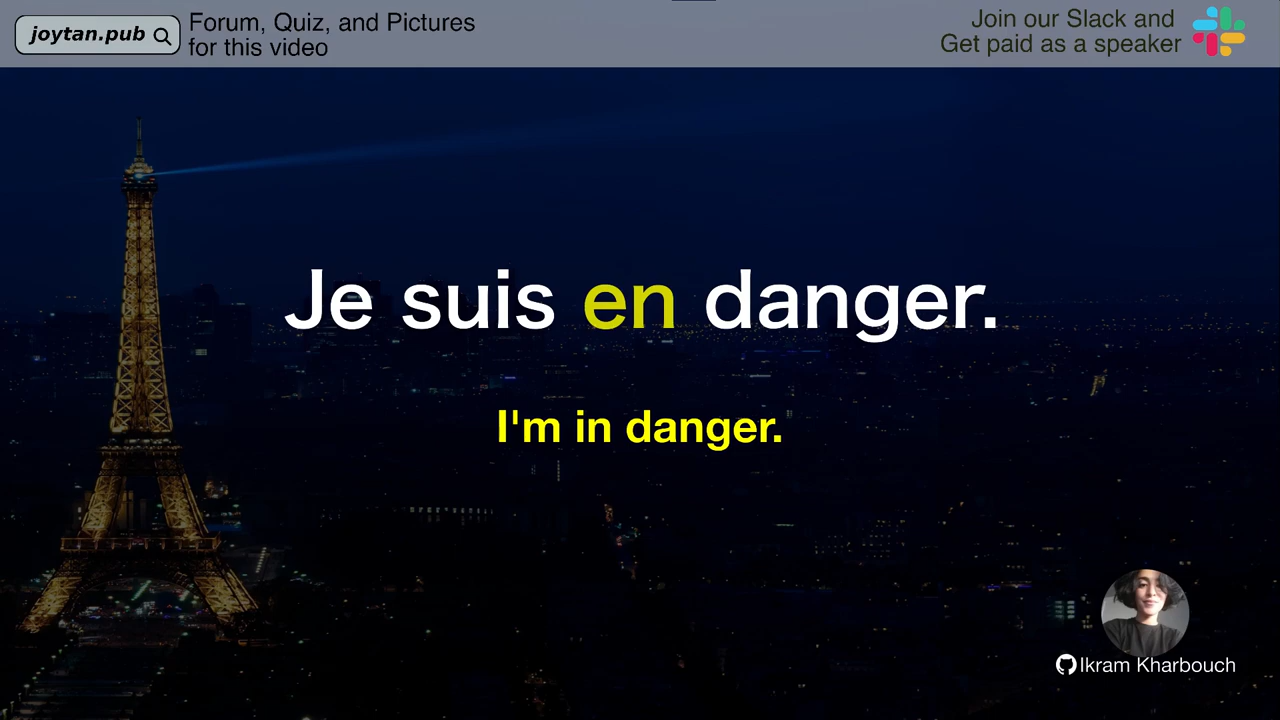 joytan.pub
Forum, Quiz, and Pictures
for this video
Join our Slack and
Get paid as a speaker
Je suis en danger.
I'm in danger.
Ikram Kharbouch